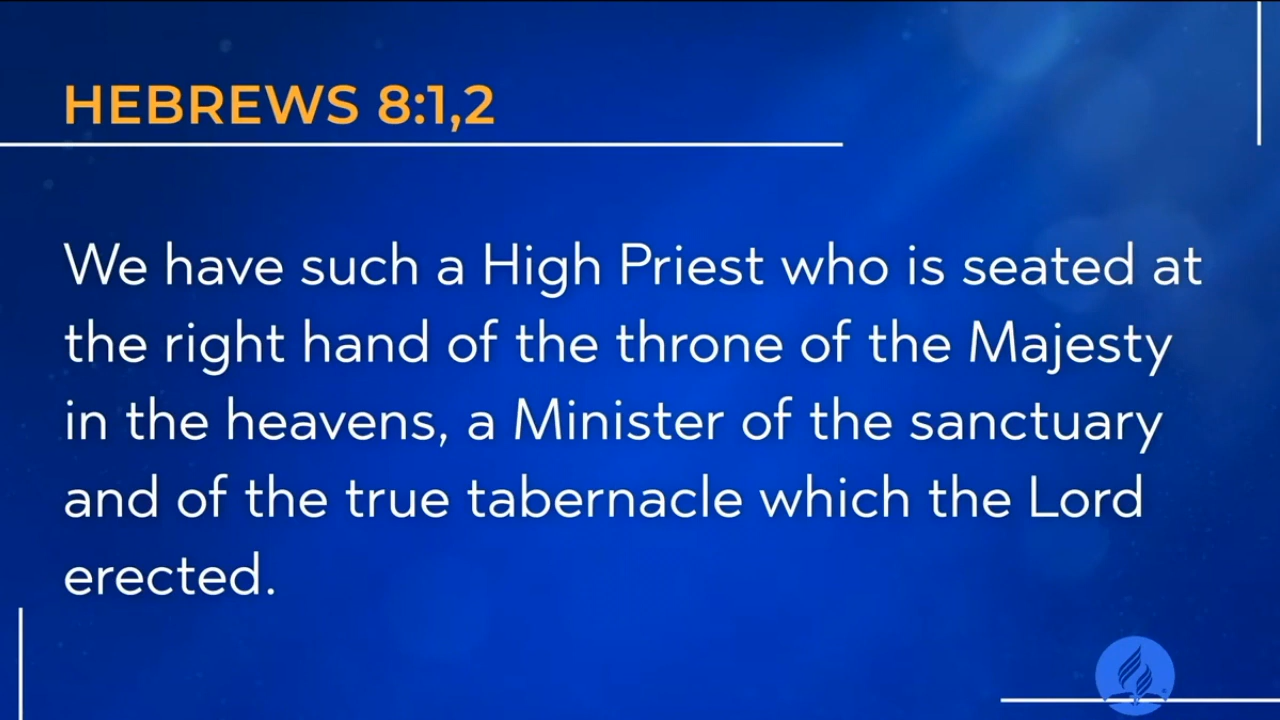 HEBREWS 8:1,2
We have such a High Priest who is seated at
the right hand of the throne of the Majesty
in the heavens, a Minister of the sanctuary
and of the true tabernacle which the Lord
erected.